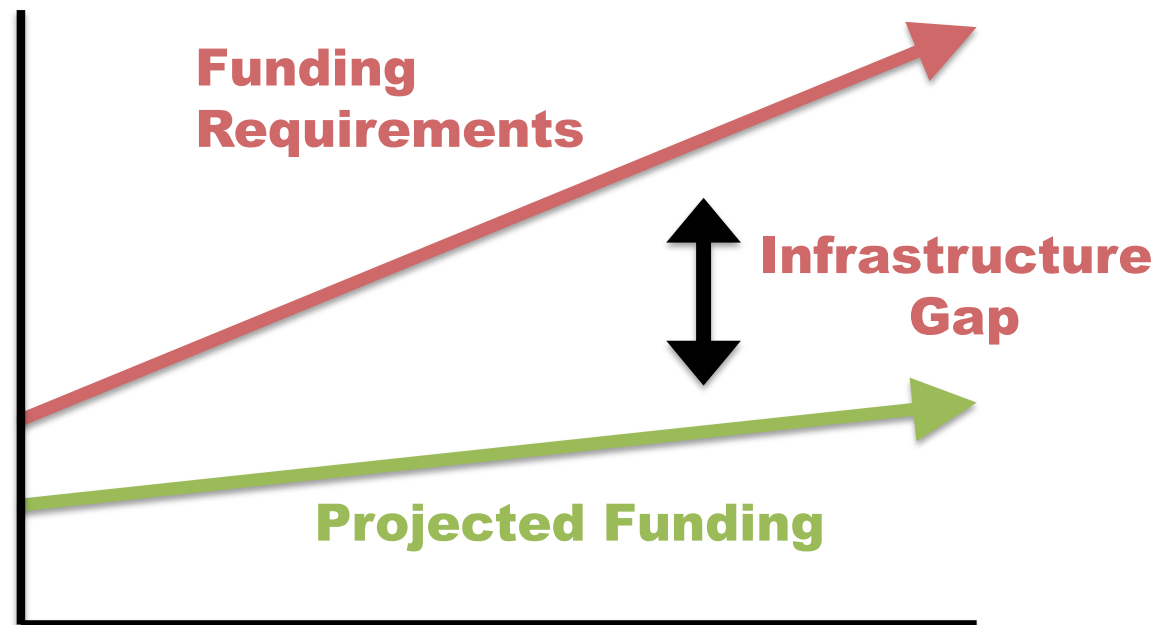 Funding
Requirements
Infrastructure
Gap
Projected Funding